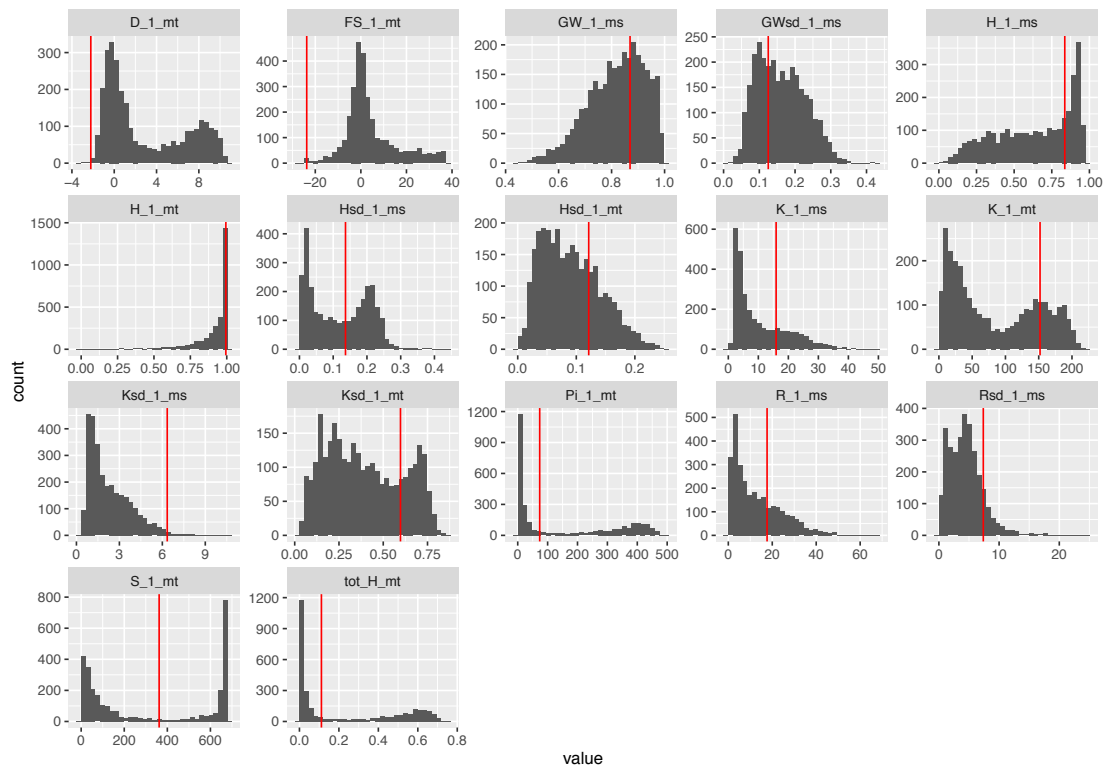 D_1_mt FS_1_mt GW_1_ms GWsd_1_ms H_1_ms
300 200 100 0
−4 0 4 8
400 300 200 100 0
−20 0 20 40
200 150 100 50 0
0.4 0.6 0.8 1.0
250 200 150 100 50 0
0.0 0.1 0.2 0.3 0.4
300 200 100 0
0.00 0.25 0.50 0.75 1.00
H_1_mt Hsd_1_ms Hsd_1_mt K_1_ms K_1_mt
1500 1000 500 0
0.00 0.25 0.50 0.75 1.00
400 300 200 100 0
0.0 0.1 0.2 0.3 0.4
200 150 100 50 0
0.0 0.1 0.2
600 400 200 0
0 10 20 30 40 50
200 100 0
0 50 100 150 200
Ksd_1_ms Ksd_1_mt Pi_1_mt R_1_ms Rsd_1_ms
400 300 200 100 0
0 3 6 9
150 100 50 0
0.00 0.25 0.50 0.75
1200 900 600 300 0
0 100 200 300 400 500
500 400 300 200 100 0
0 20 40 60
400 300 200 100 0
0 10 20
S_1_mt tot_H_mt
800 600 400 200 0
0 200 400 600
1200 900 600 300 0
0.0 0.2 0.4 0.6 0.8
count
value